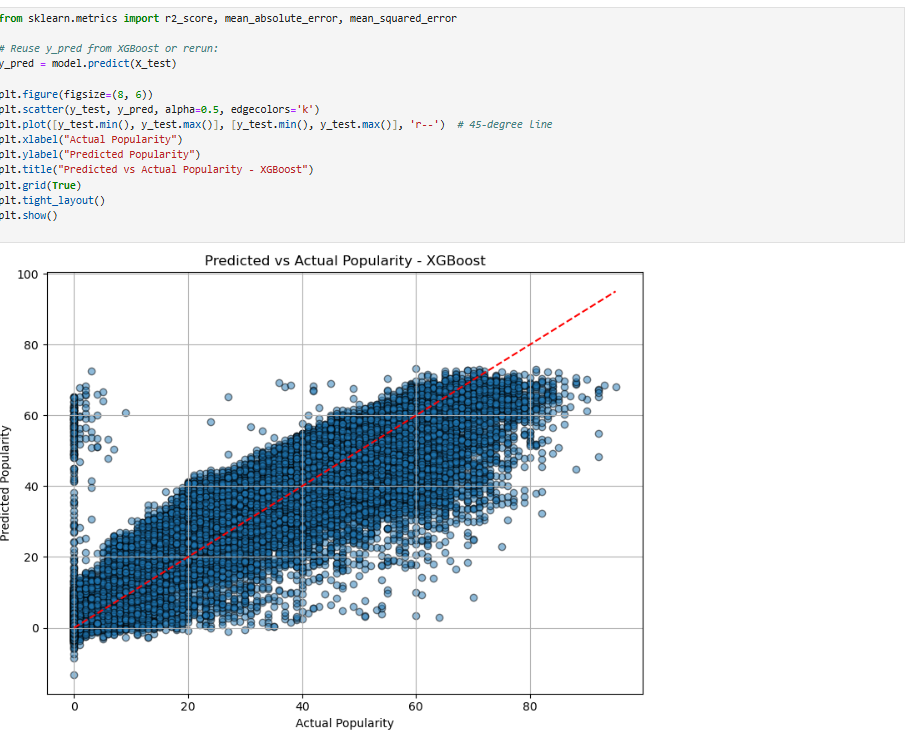 from sklearn.metrics import r2_score, mean_absolute_error, mean_squared_error
# Reuse y_pred from XGBoost or rerun:
y_pred = model.predict(X_test)
plt.figure(figsize=(8, 6))
plt.scatter(y_test, y_pred, alpha=0.5, edgecolors='k')
plt.plot([y_test.min(), y_test.max()], [y_test.min(), y_test.max()], 'r--')  # 45-degree line
plt.xlabel("Actual Popularity")
plt.ylabel("Predicted Popularity")
plt.title("Predicted vs Actual Popularity - XGBoost")
plt.grid(True)
plt.tight_layout()
plt.show()
Predicted vs Actual Popularity - XGBoost
100
80
60
40
20
0
Predicted Popularity
0 20 40 60 80
Actual Popularity